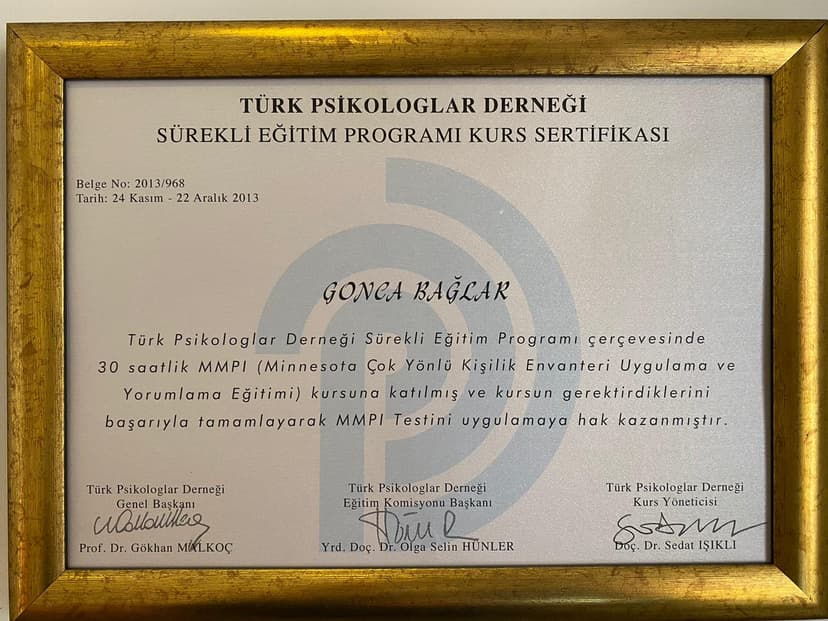 TÜRK PSİKOLOGLAR DERNEĞİ
SÜREKLİ EĞİTİM PROGRAMI KURS SERTİFİKASI
Belge No: 2013/968
Tarih: 24 Kasım - 22 Aralık 2013
GONCA BAĞLAR
Türk Psikologlar Derneği Sürekli Eğitim Programı çerçevesinde
30 saatlik MMPI (Minnesota Çok Yönlü Kişilik Envanteri Uygulama ve
Yorumlama Eğitimi) kursuna katılmış ve kursun gerektirdiklerini
başarıyla tamamlayarak MMPI Testini uygulamaya hak kazanmıştır.
Türk Psikologlar Derneği
Genel Başkanı
Prof. Dr. Gökhan MALKOÇ
Türk Psikologlar Derneği
Eğitim Komisyonu Başkanı
Yrd. Doç. Dr. Olga Selin HÜNLER
Türk Psikologlar Derneği
Kurs Yöneticisi
Doç. Dr. Sedat IŞIKLI